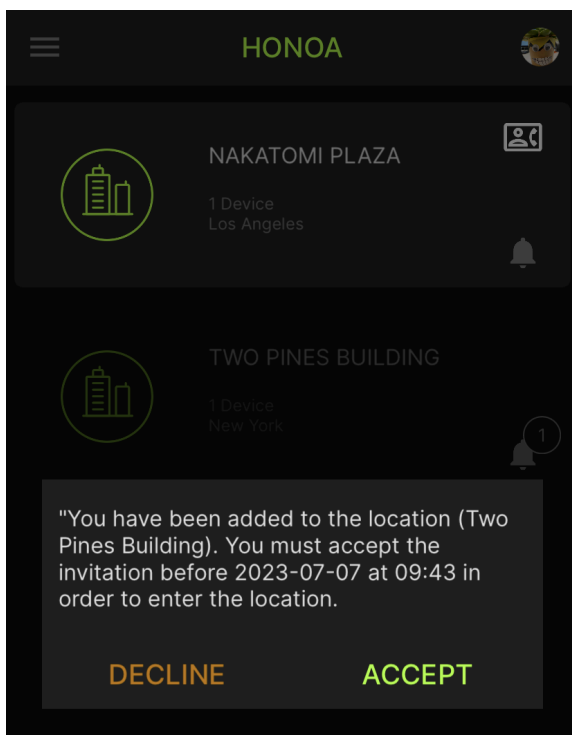 HONOA
NAKATOMI PLAZA
1 Device
Los Angeles
TWO PINES BUILDING
1 Device
New York
1
"You have been added to the location (Two
Pines Building). You must accept the
invitation before 2023-07-07 at 09:43 in
order to enter the location.
DECLINE
ACCEPT